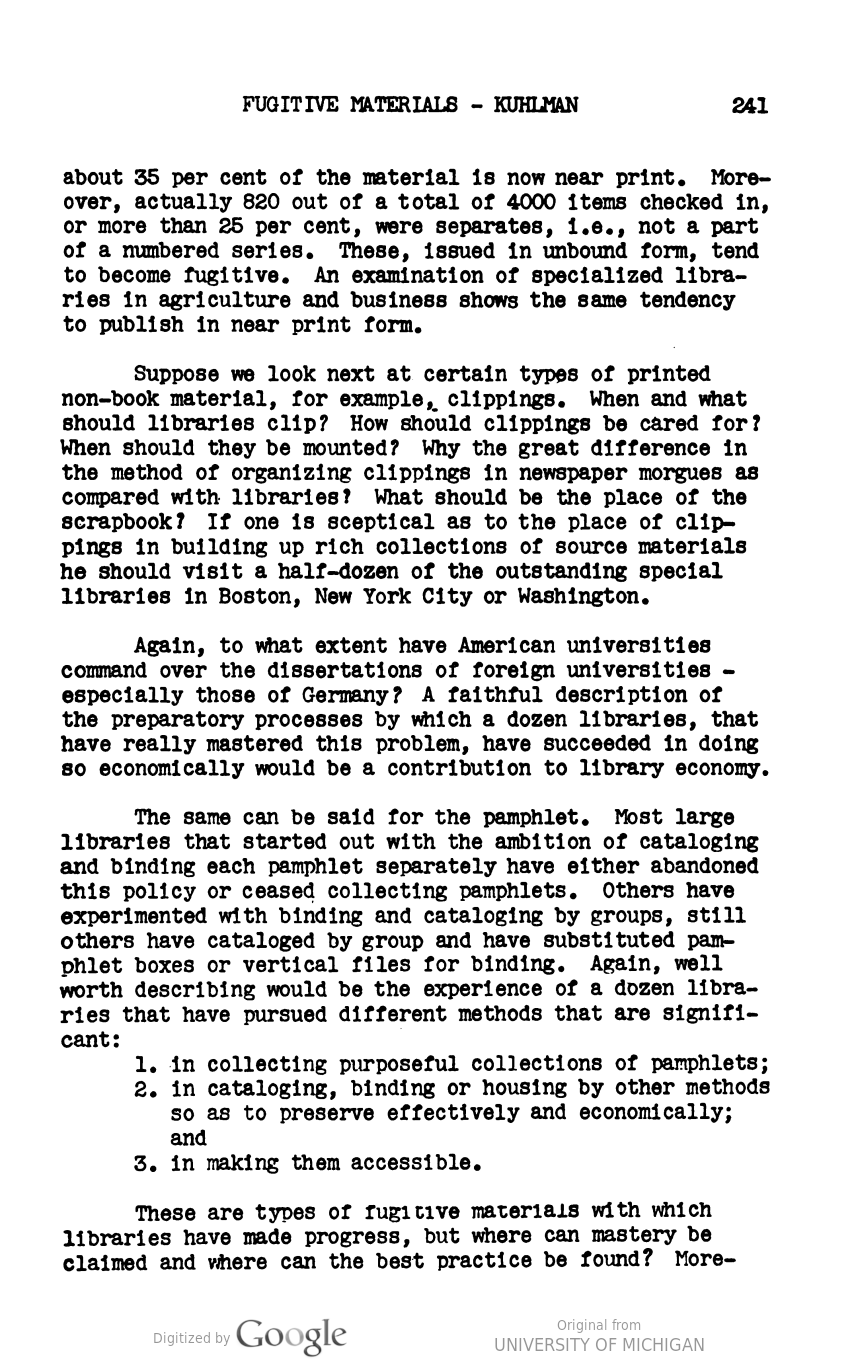 FUGITIVE MATERIALS - KUHLMAN 241
about 35 per cent of the material is now near print. More-
over, actually 820 out of a total of 4000 items checked in,
or more than 25 per cent, were separates, i.e., not a part
of a numbered series. These, issued in unbound form, tend
to become fugitive. An examination of specialized libra-
ries in agriculture and business shows the same tendency
to publish in near print form.
Suppose we look next at certain types of printed
non-book material, for example, clippings. When and what
should libraries clip? How should clippings be cared for?
When should they be mounted? Why the great difference in
the method of organizing clippings in newspaper morgues as
compared with libraries? What should be the place of the
scrapbook? If one is sceptical as to the place of clip-
pings in building up rich collections of source materials
he should visit a half-dozen of the outstanding special
libraries in Boston, New York City or Washington.
Again, to what extent have American universities
command over the dissertations of foreign universities -
especially those of Germany? A faithful description of
the preparatory processes by which a dozen libraries, that
have really mastered this problem, have succeeded in doing
so economically would be a contribution to library economy.
The same can be said for the pamphlet. Most large
libraries that started out with the ambition of cataloging
and binding each pamphlet separately have either abandoned
this policy or ceased collecting pamphlets. Others have
experimented with binding and cataloging by groups, still
others have cataloged by group and have substituted pam-
phlet boxes or vertical files for binding. Again, well
worth describing would be the experience of a dozen libra-
ries that have pursued different methods that are signifi-
cant:
1. in collecting purposeful collections of pamphlets;
2. in cataloging, binding or housing by other methods
so as to preserve effectively and economically;
and
3. in making them accessible.
These are types of fugitive materials with which
libraries have made progress, but where can mastery be
claimed and where can the best practice be found? More-
Digitized by Google
Original from
UNIVERSITY OF MICHIGAN